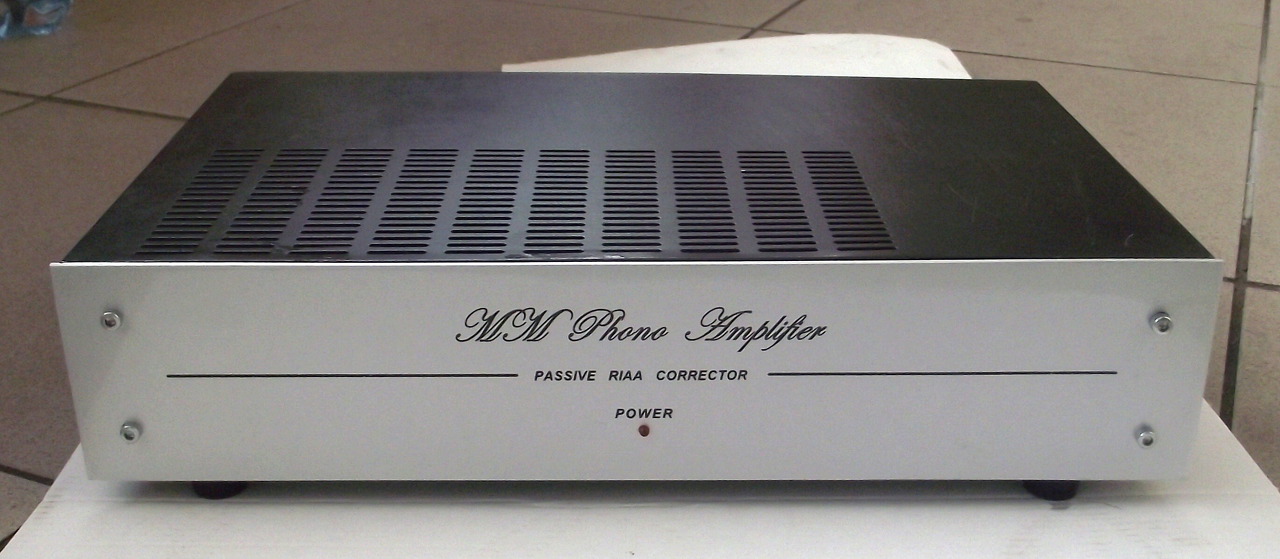 MM Phono Amplifier
PASSIVE RIAA CORRECTOR
POWER